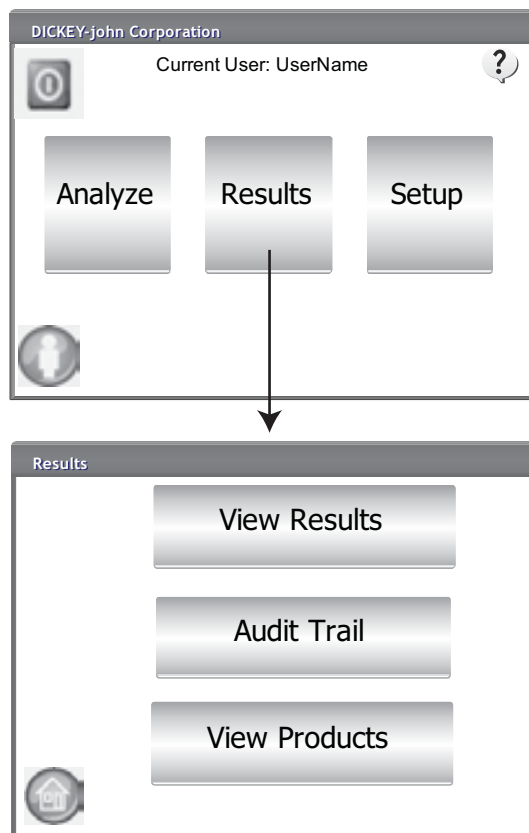 DICKEY-john Corporation
Current User: UserName
?
Analyze Results Setup
Results
View Results
Audit Trail
View Products